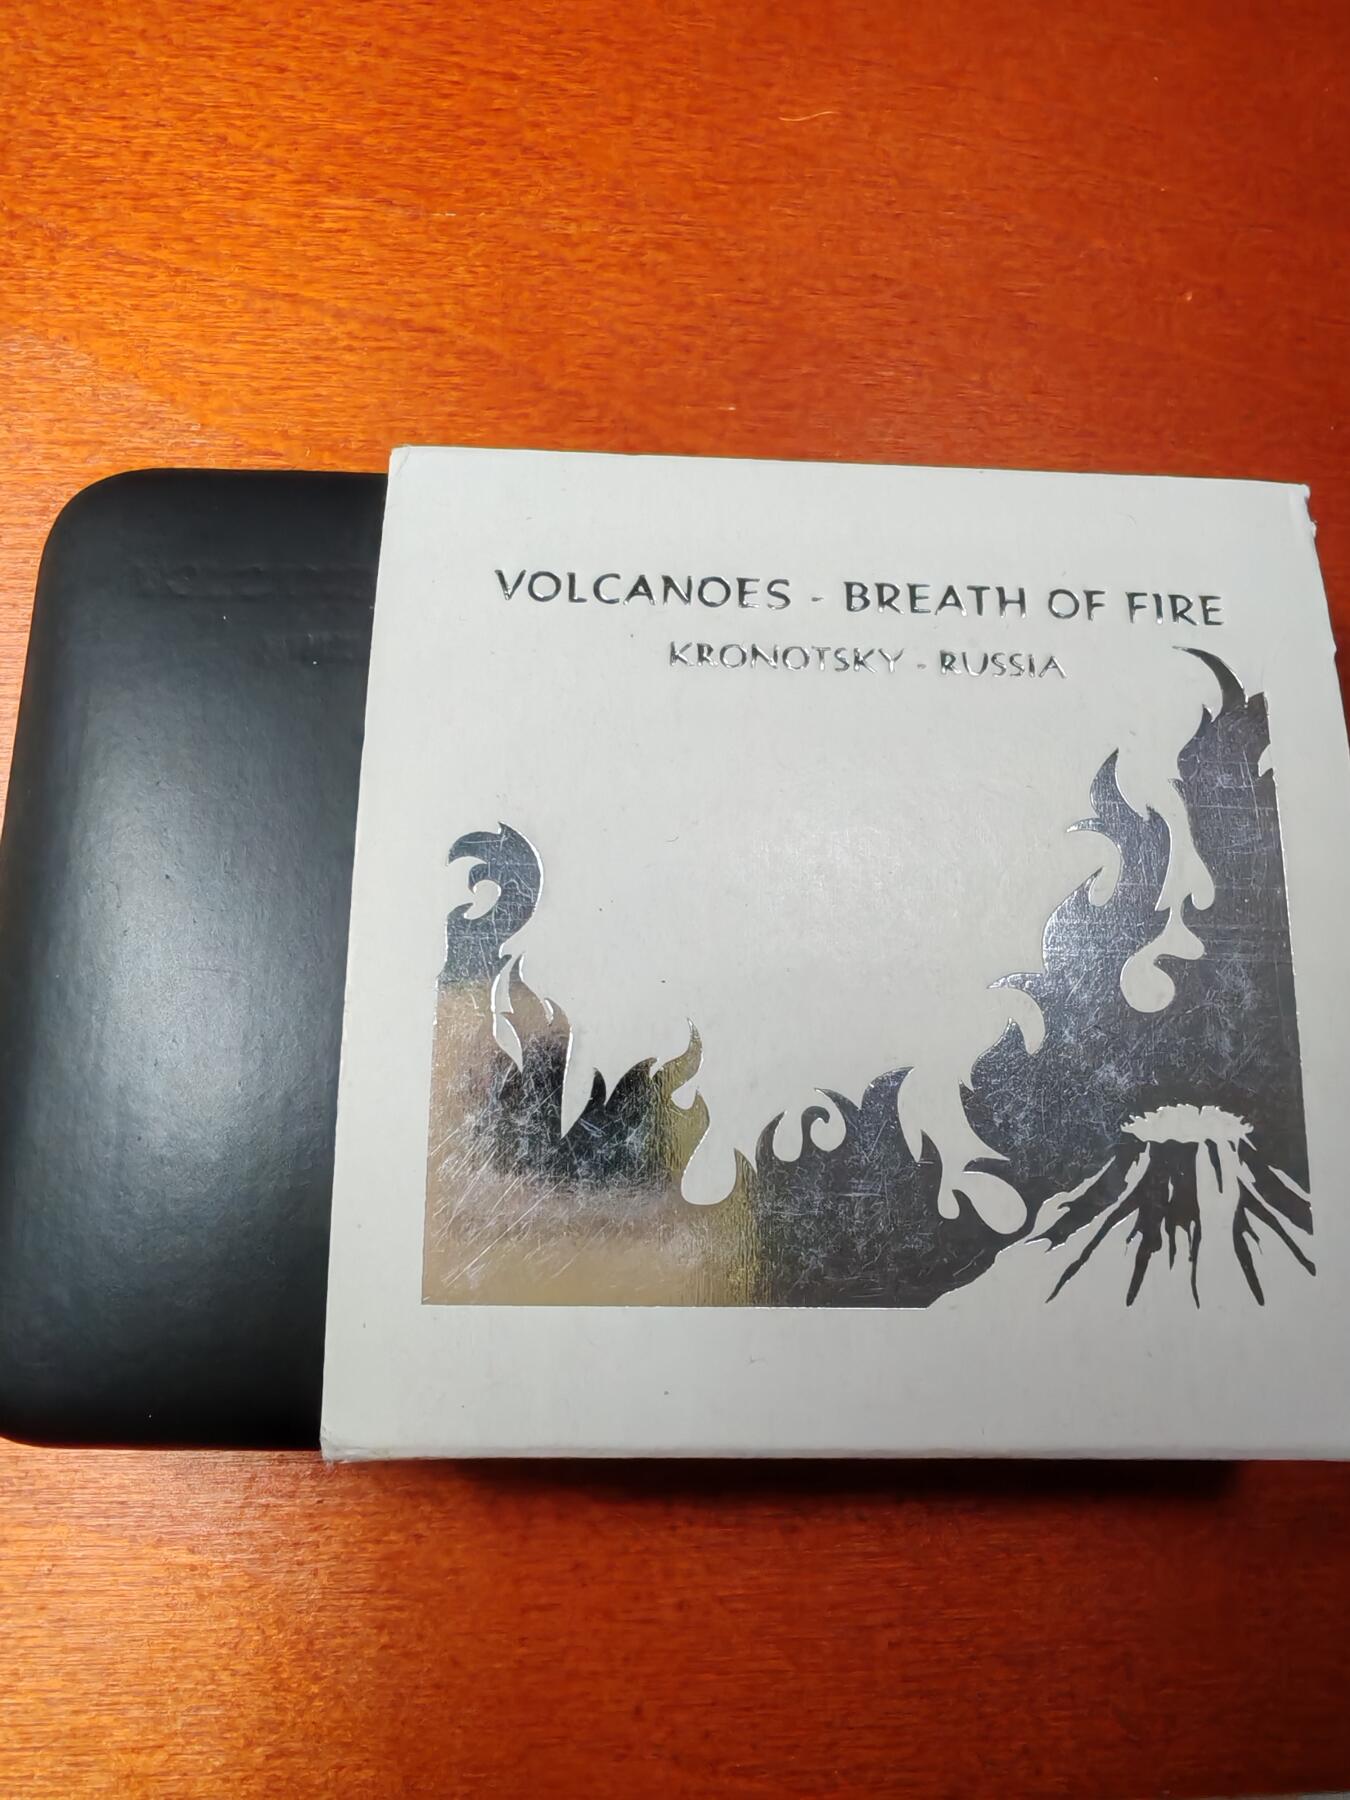 VOLCANOES - BREATH OF FIRE
KRONOTSKY - RUSSIA